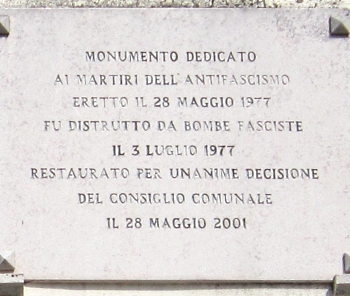 MONUMENTO DEDICATO
AI MARTIRI DELL'ANTIFASCISMO
ERETTO IL 28 MAGGIO 1977
FU DISTRUTTO DA BOMBE FASCISTE
IL 3 LUGLIO 1977
RESTAURATO PER UNANIME DECISIONE
DEL CONSIGLIO COMUNALE
IL 28 MAGGIO 2001